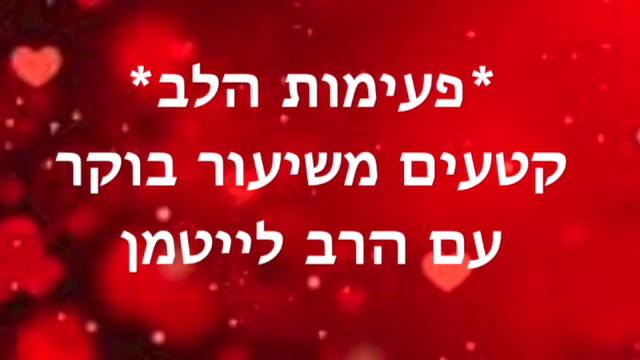 *פעימות הלב*
קטעים משיעור בוקר
עם הרב לייטמן